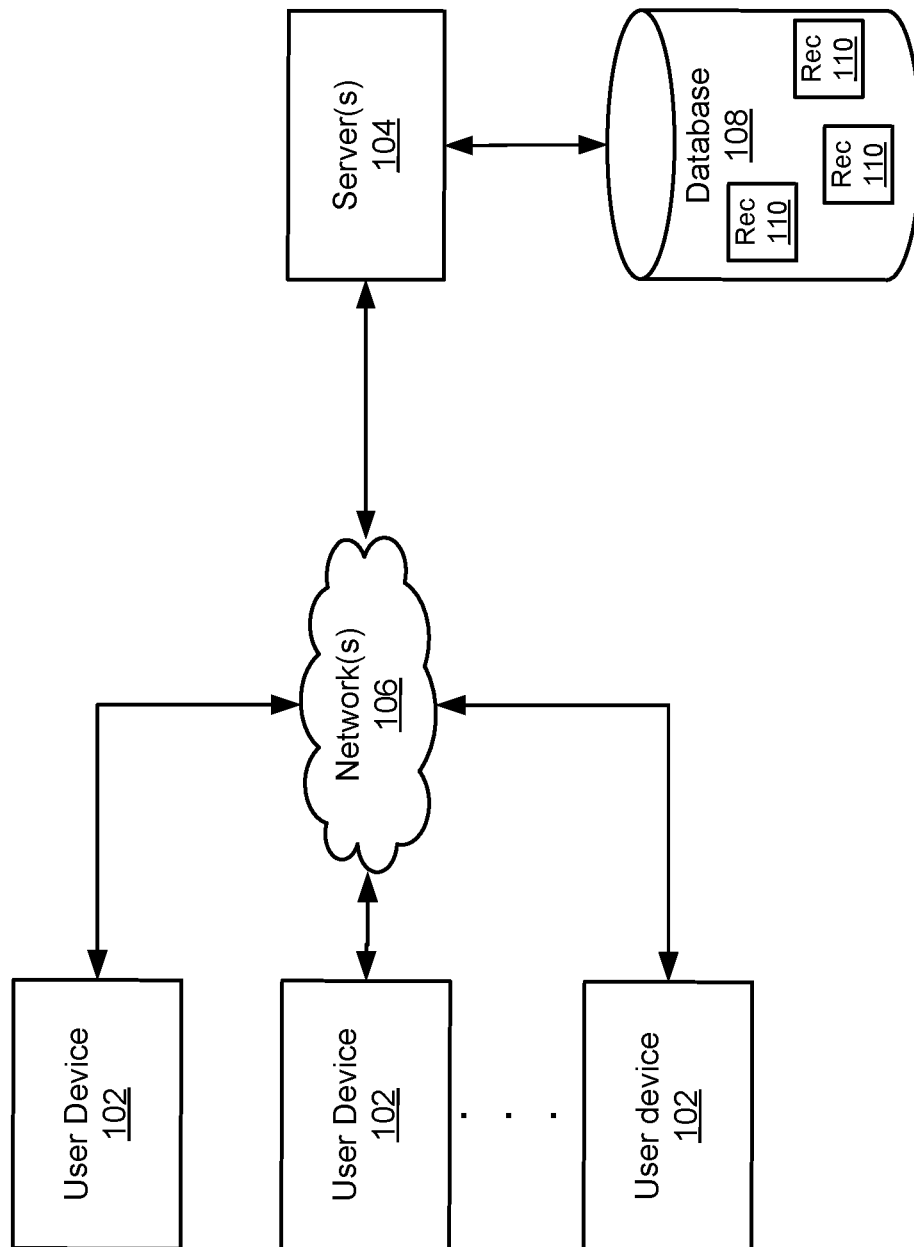 User Device
102
User Device
102
. . .
User device
102
Network(s)
106
Server(s)
104
Database
108
Rec
110
Rec
110
Rec
110